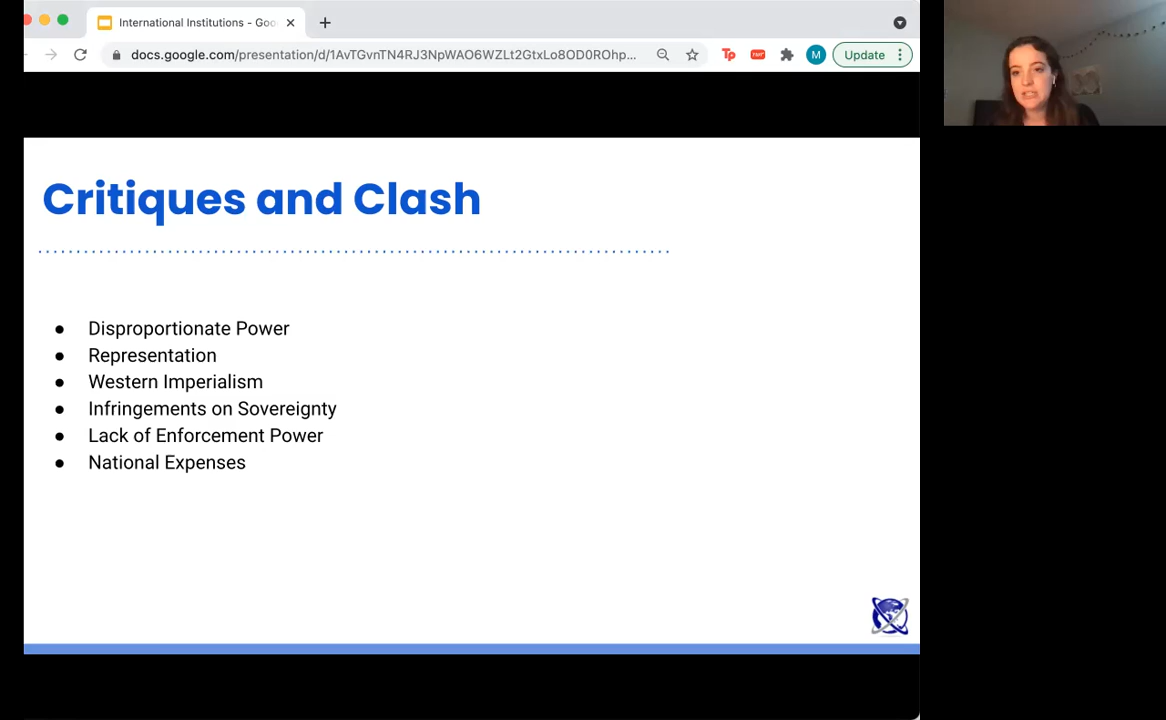 International Institutions - Goo
docs.google.com/presentation/d/1AvTGvnTN4RJ3NpWAO6WZLt2GtxLo8OD0ROhp...
Tp
M
Update
Critiques and Clash
● Disproportionate Power
● Representation
● Western Imperialism
● Infringements on Sovereignty
● Lack of Enforcement Power
● National Expenses